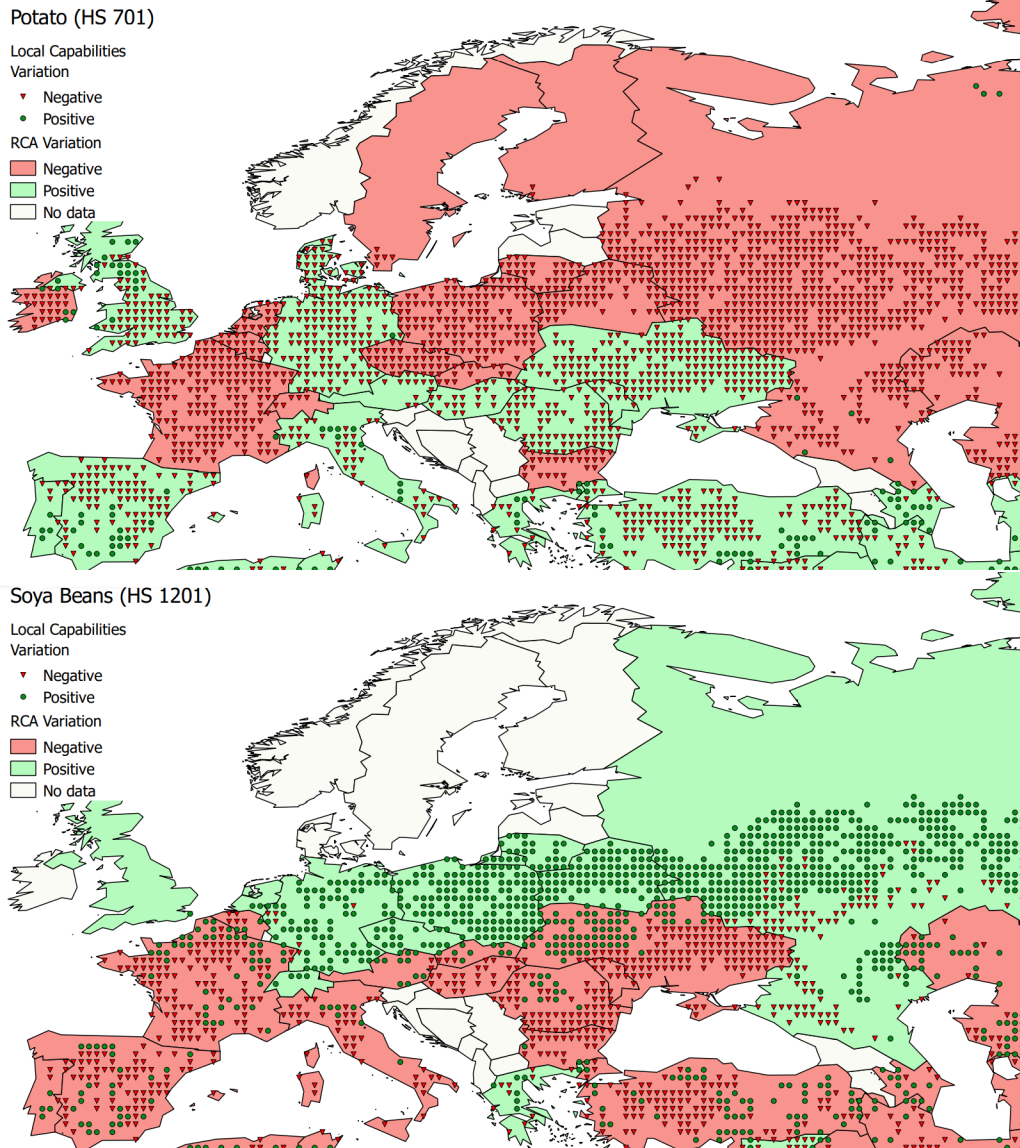 Potato (HS 701)
Local Capabilities
Variation
Negative
Positive
RCA Variation
Negative
Positive
No data
Soya Beans (HS 1201)
Local Capabilities
Variation
Negative
Positive
RCA Variation
Negative
Positive
No data